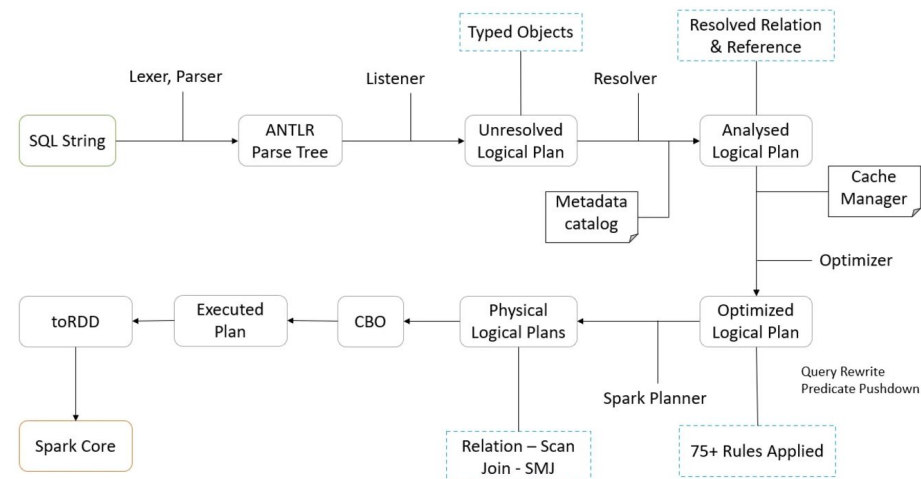 Typed Objects
Resolved Relation
& Reference
Lexer, Parser
Listener
Resolver
SQL String
ANTLR
Parse Tree
Unresolved
Logical Plan
Analysed
Logical Plan
Metadata
catalog
Cache
Manager
Optimizer
toRDD
Executed
Plan
CBO
Physical
Logical Plans
Optimized
Logical Plan
Spark Planner
Query Rewrite
Predicate Pushdown
Spark Core
Relation – Scan
Join - SMJ
75+ Rules Applied